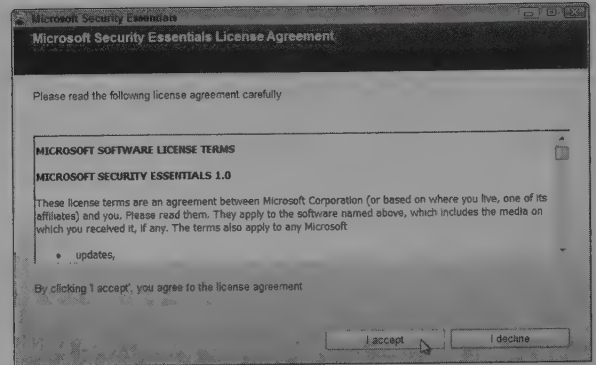 Microsoft Security Essentials
Microsoft Security Essentials License Agreement
Please read the following license agreement carefully
MICROSOFT SOFTWARE LICENSE TERMS
MICROSOFT SECURITY ESSENTIALS 1.0
These license terms are an agreement between Microsoft Corporation (or based on where you live, one of its
affiliates) and you. Please read them. They apply to the software named above, which includes the media on
which you received it, if any. The terms also apply to any Microsoft
• updates,
By clicking 'I accept', you agree to the license agreement
I accept
I decline